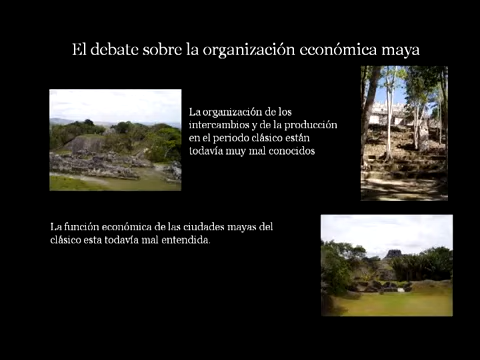 El debate sobre la organización económica maya
La organización de los
intercambios y de la producción
en el periodo clásico están
todavía muy mal conocidos
La función económica de las ciudades mayas del
clásico esta todavía mal entendida.